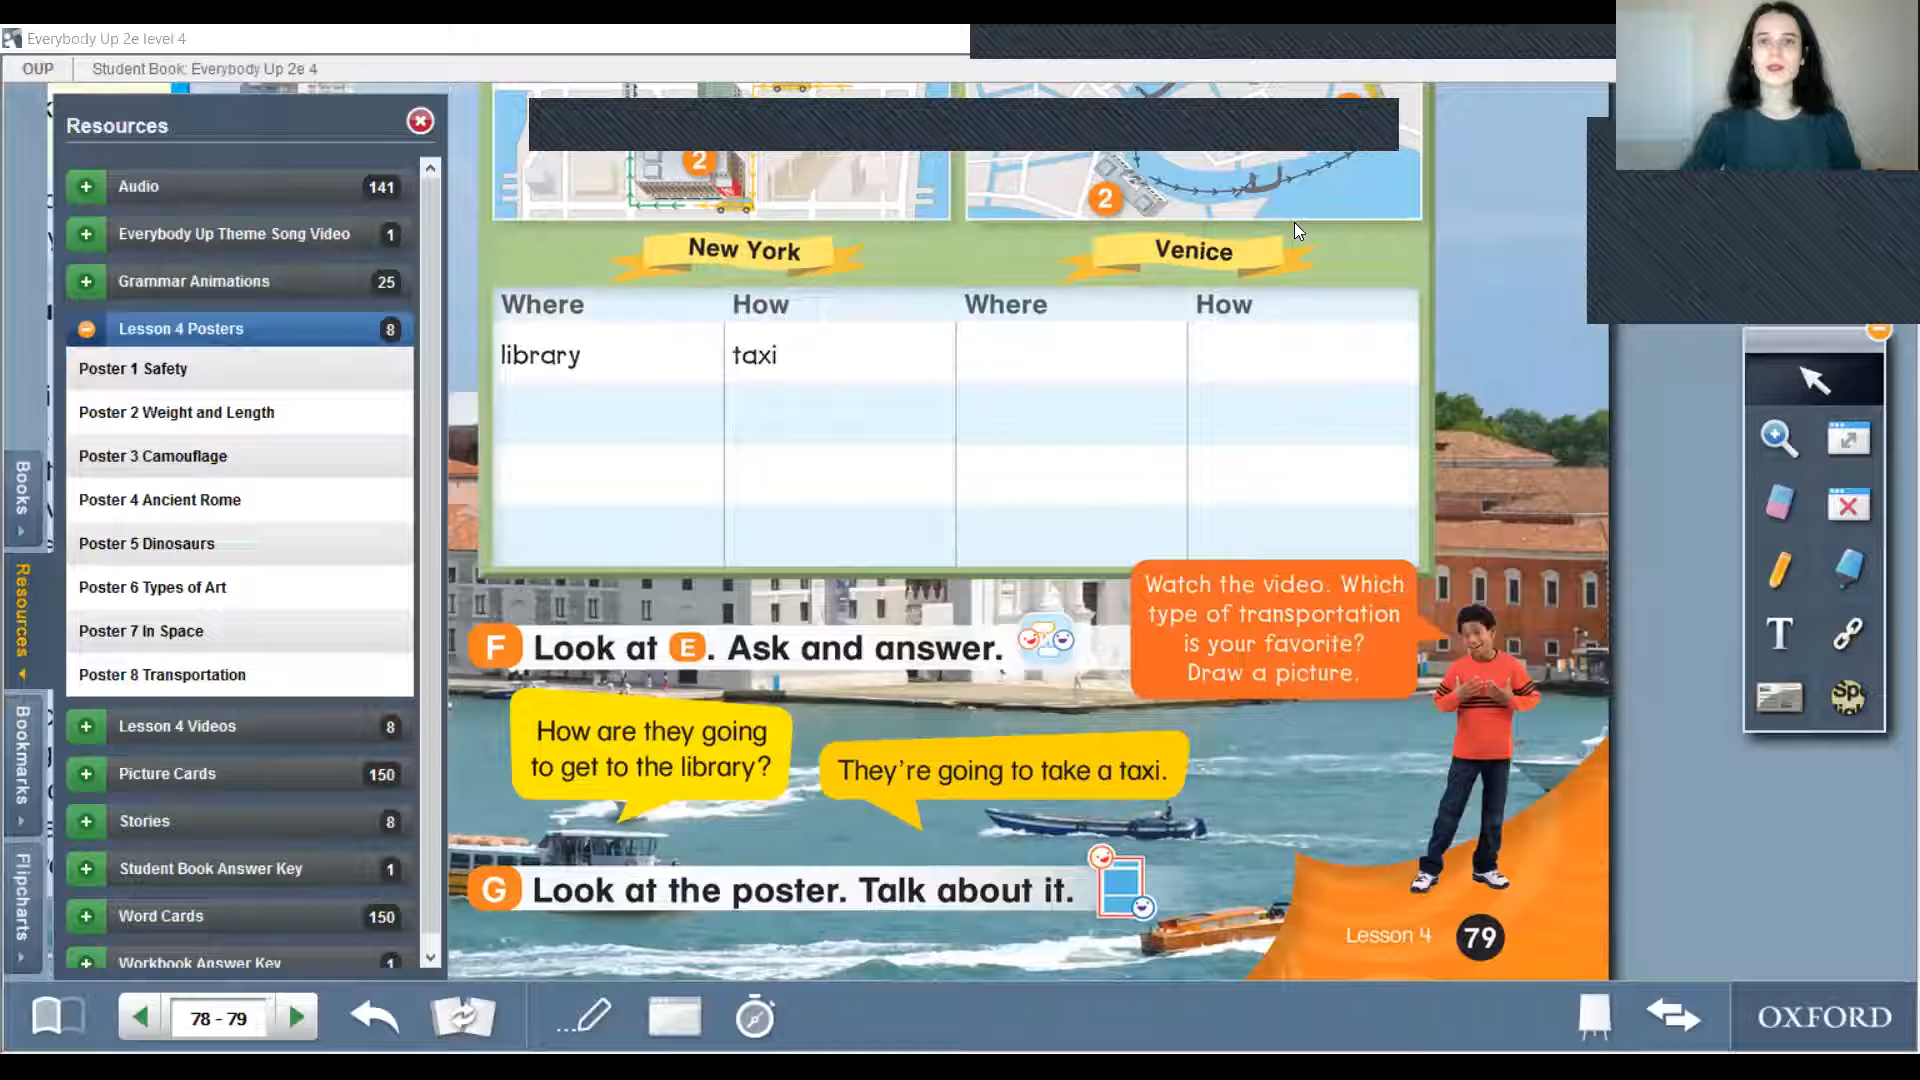 Everybody Up 2e level 4
OUP
Student Book: Everybody Up 2e 4
Resources
Audio 141
Everybody Up Theme Song Video 1
Grammar Animations 25
Lesson 4 Posters 8
Poster 1 Safety
Poster 2 Weight and Length
Poster 3 Camouflage
Poster 4 Ancient Rome
Poster 5 Dinosaurs
Poster 6 Types of Art
Poster 7 In Space
Poster 8 Transportation
Lesson 4 Videos 8
Picture Cards 150
Stories 8
Student Book Answer Key 1
Word Cards 150
Workbook Answer Key 1
Books
Resources
Bookmarks
Flipcharts
2
2
New York
Venice
Where How Where How
library taxi
Watch the video. Which
type of transportation
is your favorite?
Draw a picture.
F Look at E. Ask and answer.
How are they going
to get to the library?
They're going to take a taxi.
G Look at the poster. Talk about it.
Lesson 4 79
T
78 - 79
OXFORD